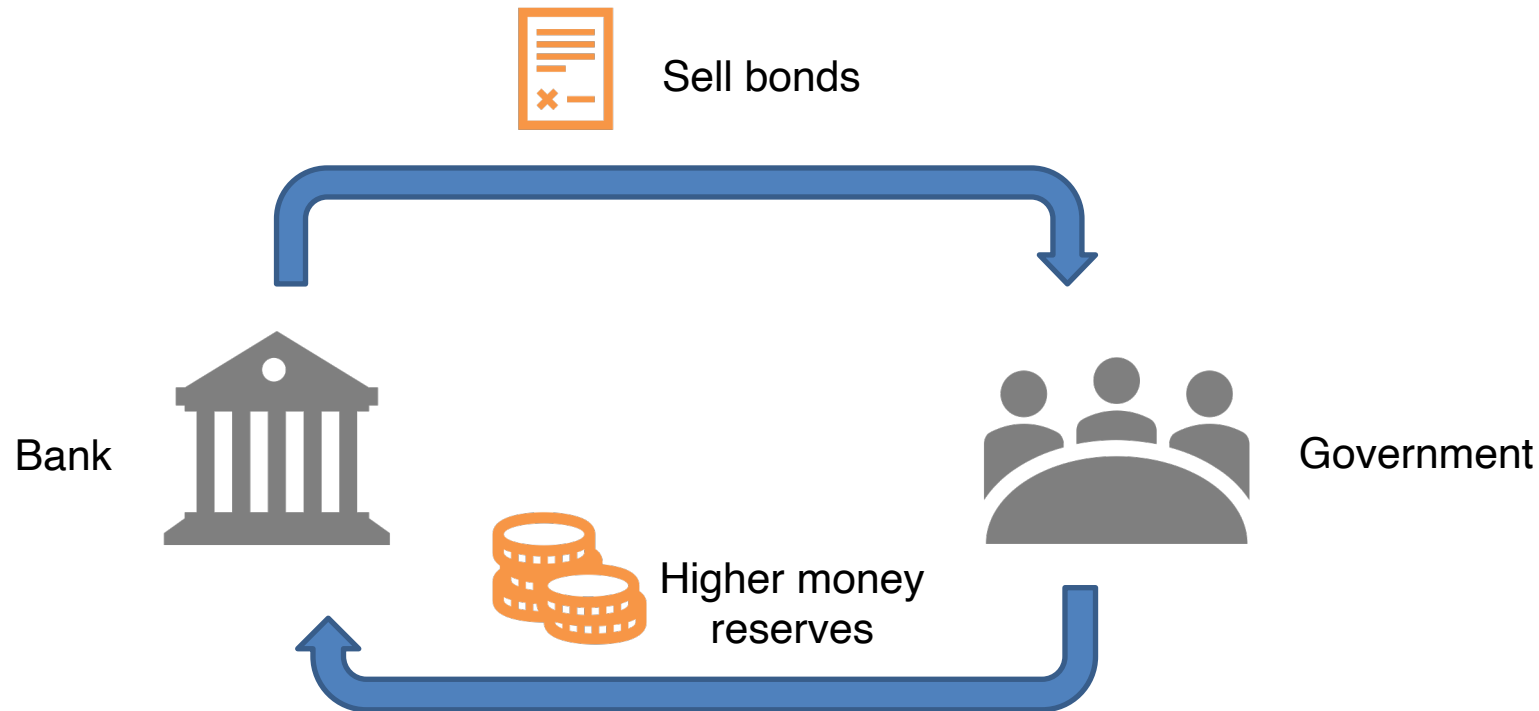 Sell bonds
Bank
Government
Higher money
reserves